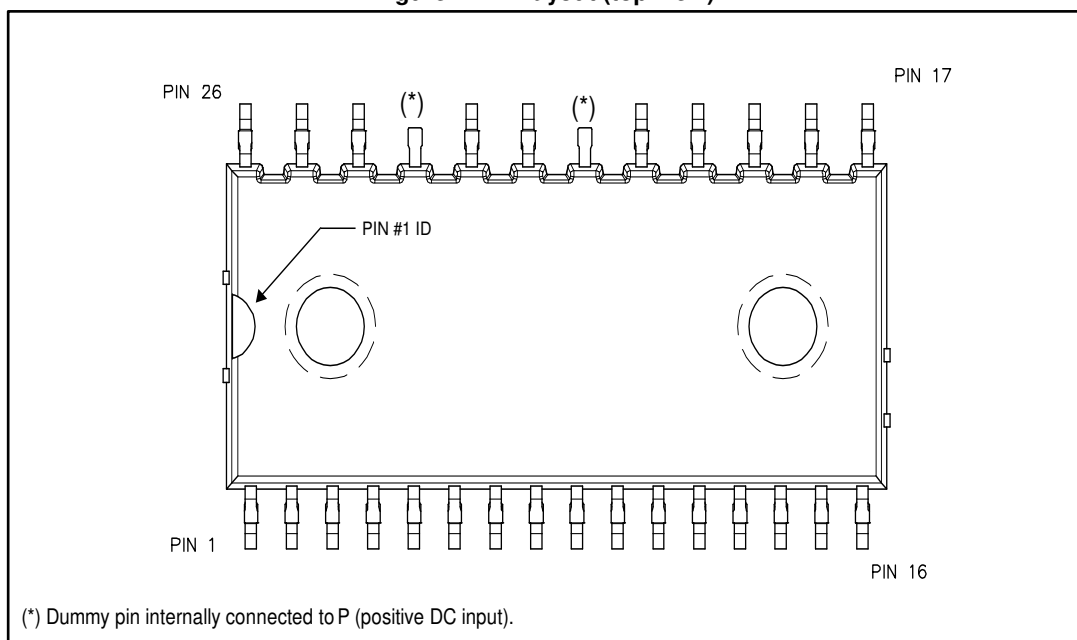 PIN 17
PIN 26
(*)
(*)
PIN #1 ID
PIN 1
PIN 16
(*) Dummy pin internally connected to P (positive DC input).